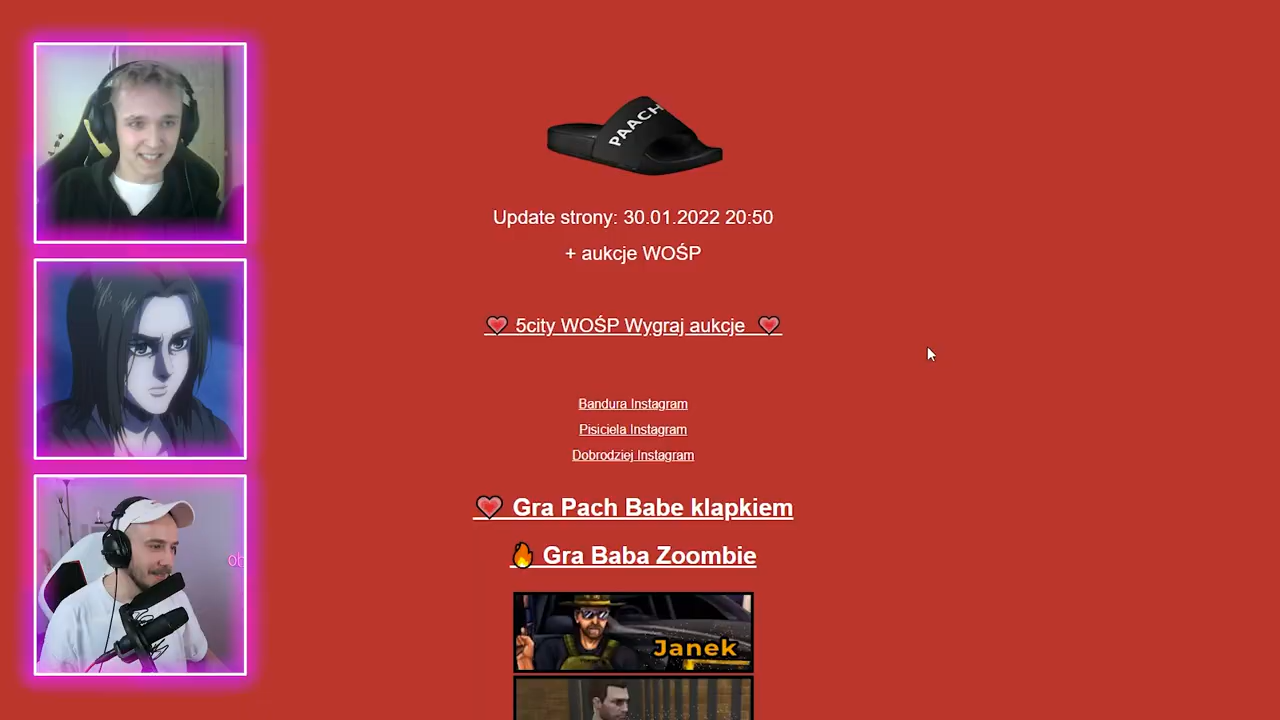 PAACH
Update strony: 30.01.2022 20:50
+ aukcje WOŚP
5city WOŚP Wygraj aukcje
Bandura Instagram
Pisiciela Instagram
Dobrodziej Instagram
Gra Pach Babe klapkiem
Gra Baba Zoombie
Janek